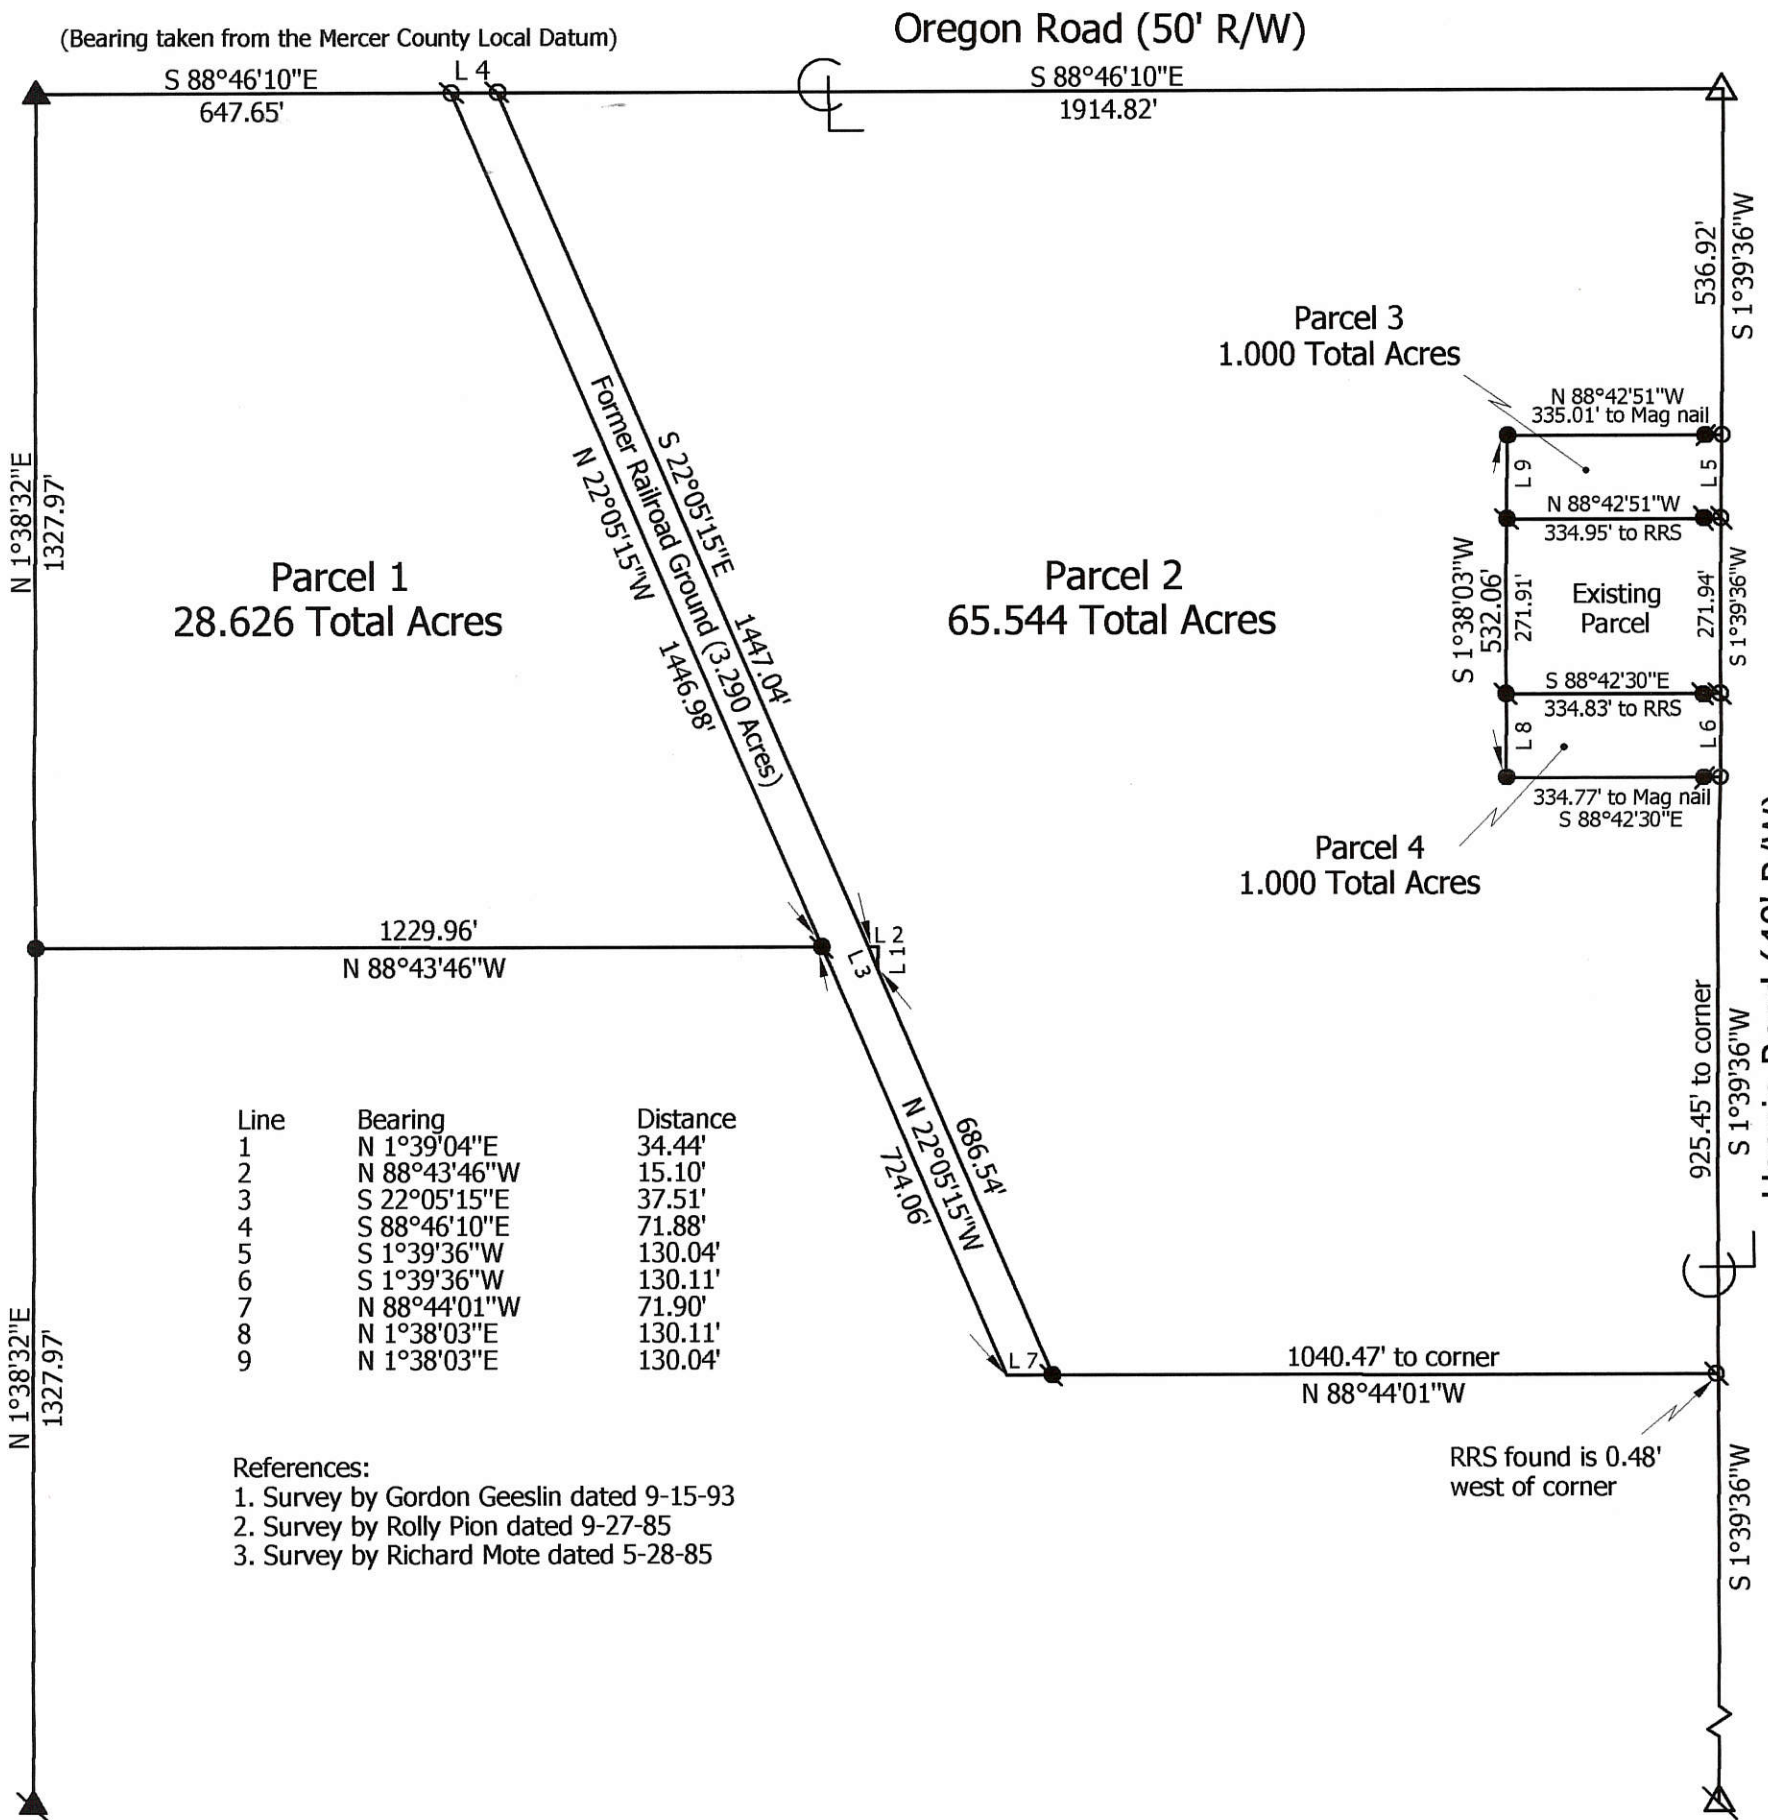 Oregon Road (50' R/W)
(Bearing taken from the Mercer County Local Datum)
S 88°46'10"E
647.65'
L 4
S 88°46'10"E
1914.82'
C
L
N 1°38'32"E
1327.97'
Parcel 1
28.626 Total Acres
N 22°05'15"W
1446.98'
Former Railroad Ground (3.290 Acres)
S 22°05'15"E
1447.04'
Parcel 2
65.544 Total Acres
536.92'
S 1°39'36"W
Parcel 3
1.000 Total Acres
N 88°42'51"W
335.01' to Mag nail
L 9
L 5
N 88°42'51"W
334.95' to RRS
S 1°38'03"W
532.06'
271.91'
Existing
Parcel
271.94'
S 1°39'36"W
S 88°42'30"E
334.83' to RRS
L 8
L 6
334.77' to Mag nail
S 88°42'30"E
Parcel 4
1.000 Total Acres
1229.96'
N 88°43'46"W
L 2
L 1
L 3
925.45' to corner
S 1°39'36"W
(40' R/W)
C
L
N 22°05'15"W
724.06'
686.54'
Line Bearing Distance
1 N 1°39'04"E 34.44'
2 N 88°43'46"W 15.10'
3 S 22°05'15"E 37.51'
4 S 88°46'10"E 71.88'
5 S 1°39'36"W 130.04'
6 S 1°39'36"W 130.11'
7 N 88°44'01"W 71.90'
8 N 1°38'03"E 130.11'
9 N 1°38'03"E 130.04'
N 1°38'32"E
1327.97'
L 7
1040.47' to corner
N 88°44'01"W
RRS found is 0.48'
west of corner
S 1°39'36"W
References:
1. Survey by Gordon Geeslin dated 9-15-93
2. Survey by Rolly Pion dated 9-27-85
3. Survey by Richard Mote dated 5-28-85